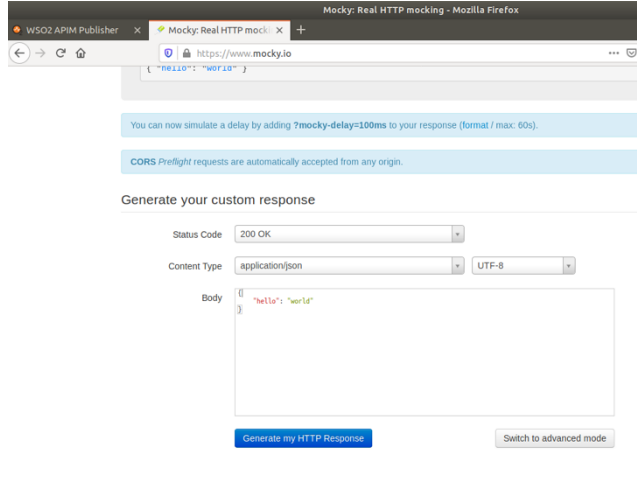 Mocky: Real HTTP mocking - Mozilla Firefox
WSO2 APIM Publisher
Mocky: Real HTTP mock
https://www.mocky.io
{ "hello": "world" }
You can now simulate a delay by adding ?mocky-delay=100ms to your response (format / max: 60s).
CORS Preflight requests are automatically accepted from any origin.
Generate your custom response
Status Code 200 OK
Content Type application/json UTF-8
Body {
"hello": "world"
}
Generate my HTTP Response Switch to advanced mode